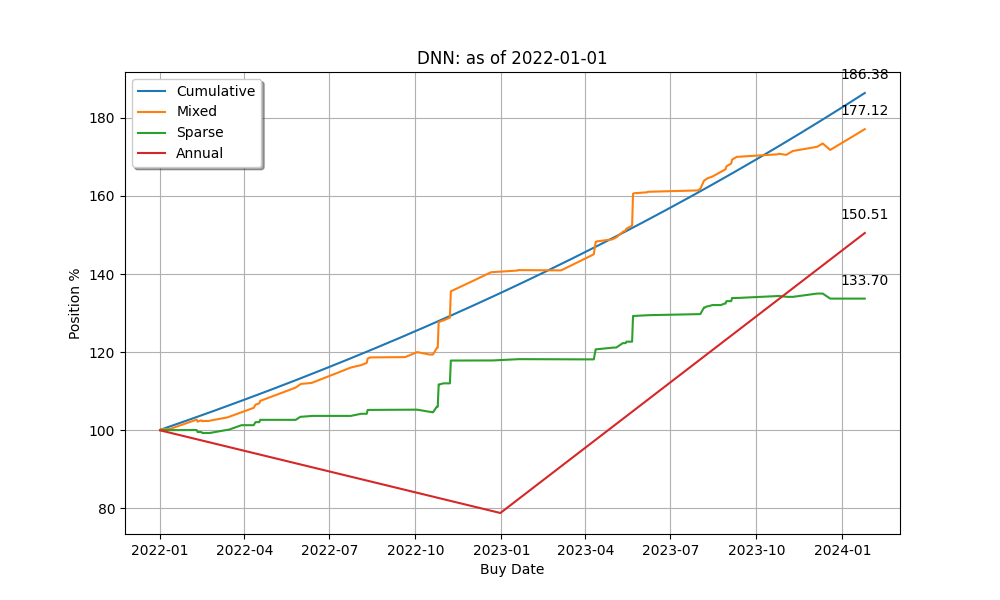 DNN: as of 2022-01-01
186.38
Cumulative
Mixed
Sparse
Annual
177.12
150.51
133.70
180
160
140
120
100
80
Position %
2022-01 2022-04 2022-07 2022-10 2023-01 2023-04 2023-07 2023-10 2024-01
Buy Date